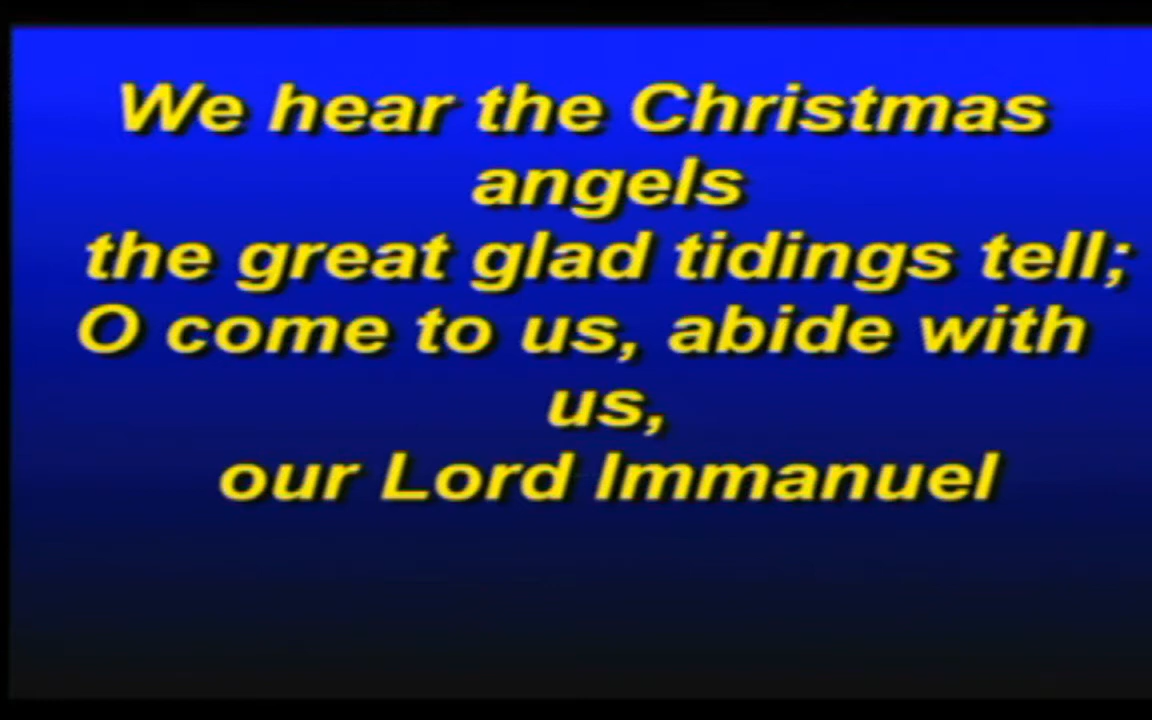 We hear the Christmas
angels
the great glad tidings tell;
O come to us, abide with
us,
our Lord Immanuel